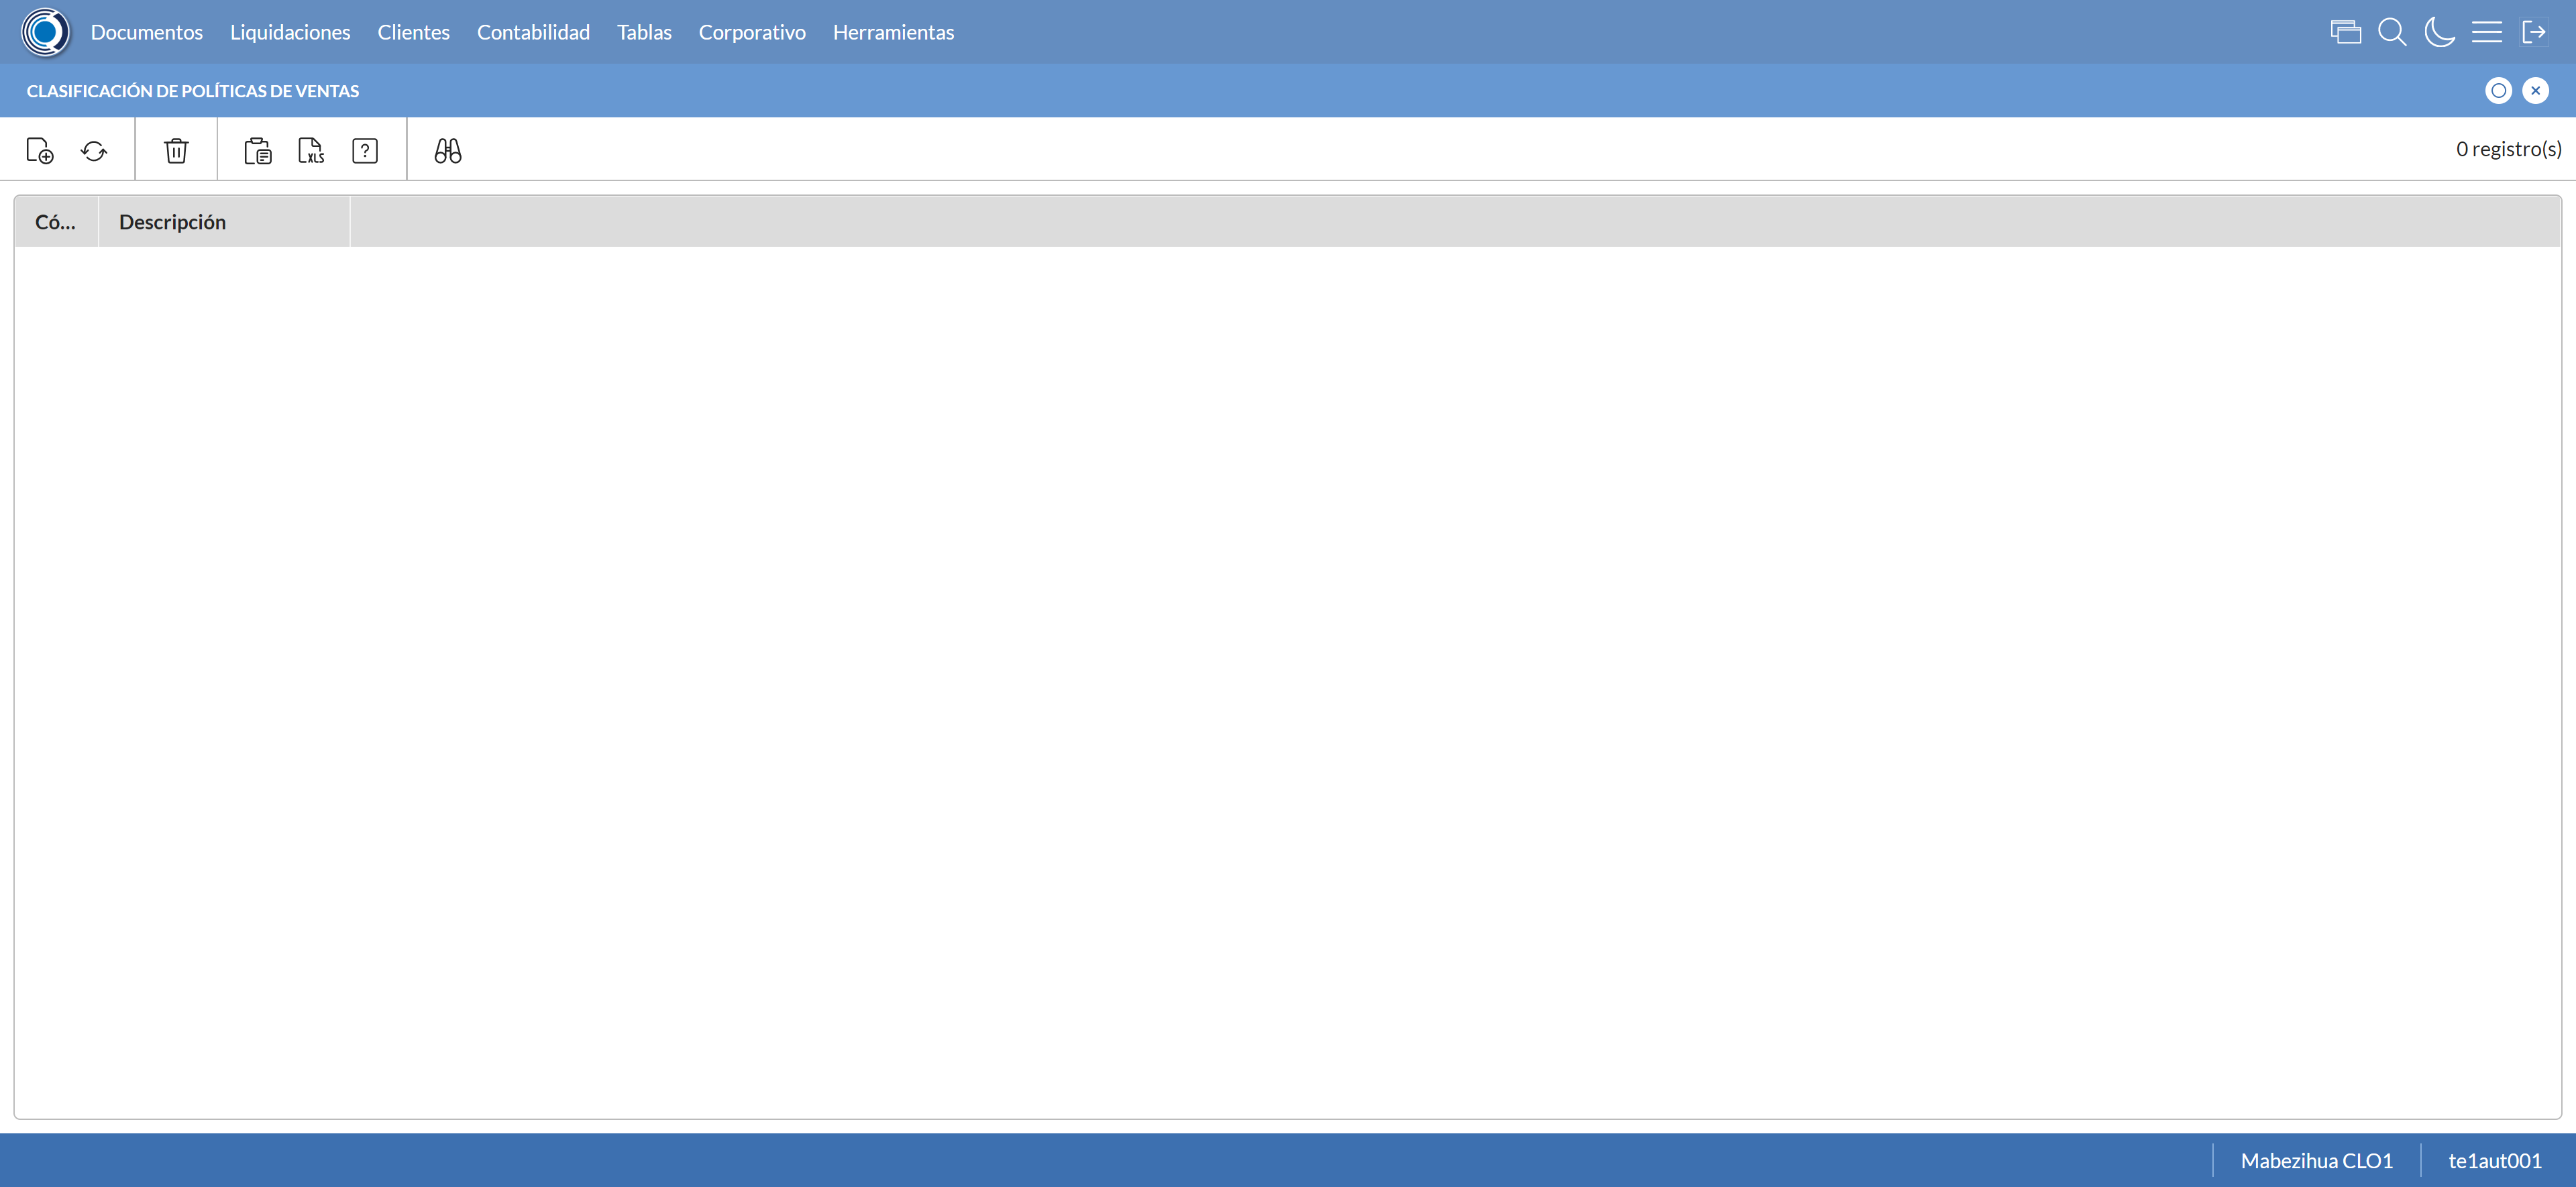 Documentos Liquidaciones Clientes Contabilidad Tablas Corporativo Herramientas
CLASIFICACIÓN DE POLÍTICAS DE VENTAS
XLS ? 0 registro(s)
Có... Descripción
Mabezihua CLO1 te1aut001